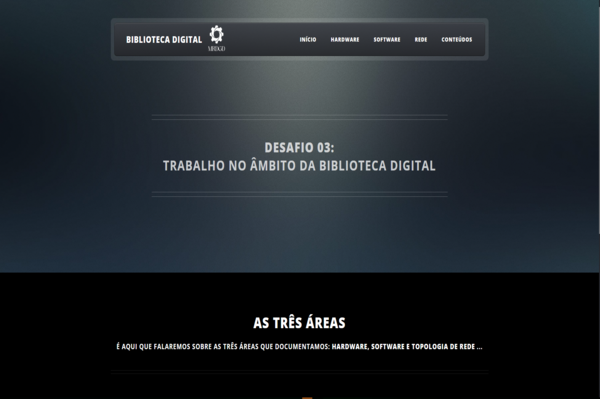 BIBLIOTECA DIGITAL
INÍCIO HARDWARE SOFTWARE REDE CONTEÚDOS
DESAFIO 03:
TRABALHO NO ÂMBITO DA BIBLIOTECA DIGITAL
AS TRÊS ÁREAS
É AQUI QUE FALAREMOS SOBRE AS TRÊS ÁREAS QUE DOCUMENTAMOS: HARDWARE, SOFTWARE E TOPOLOGIA DE REDE ...